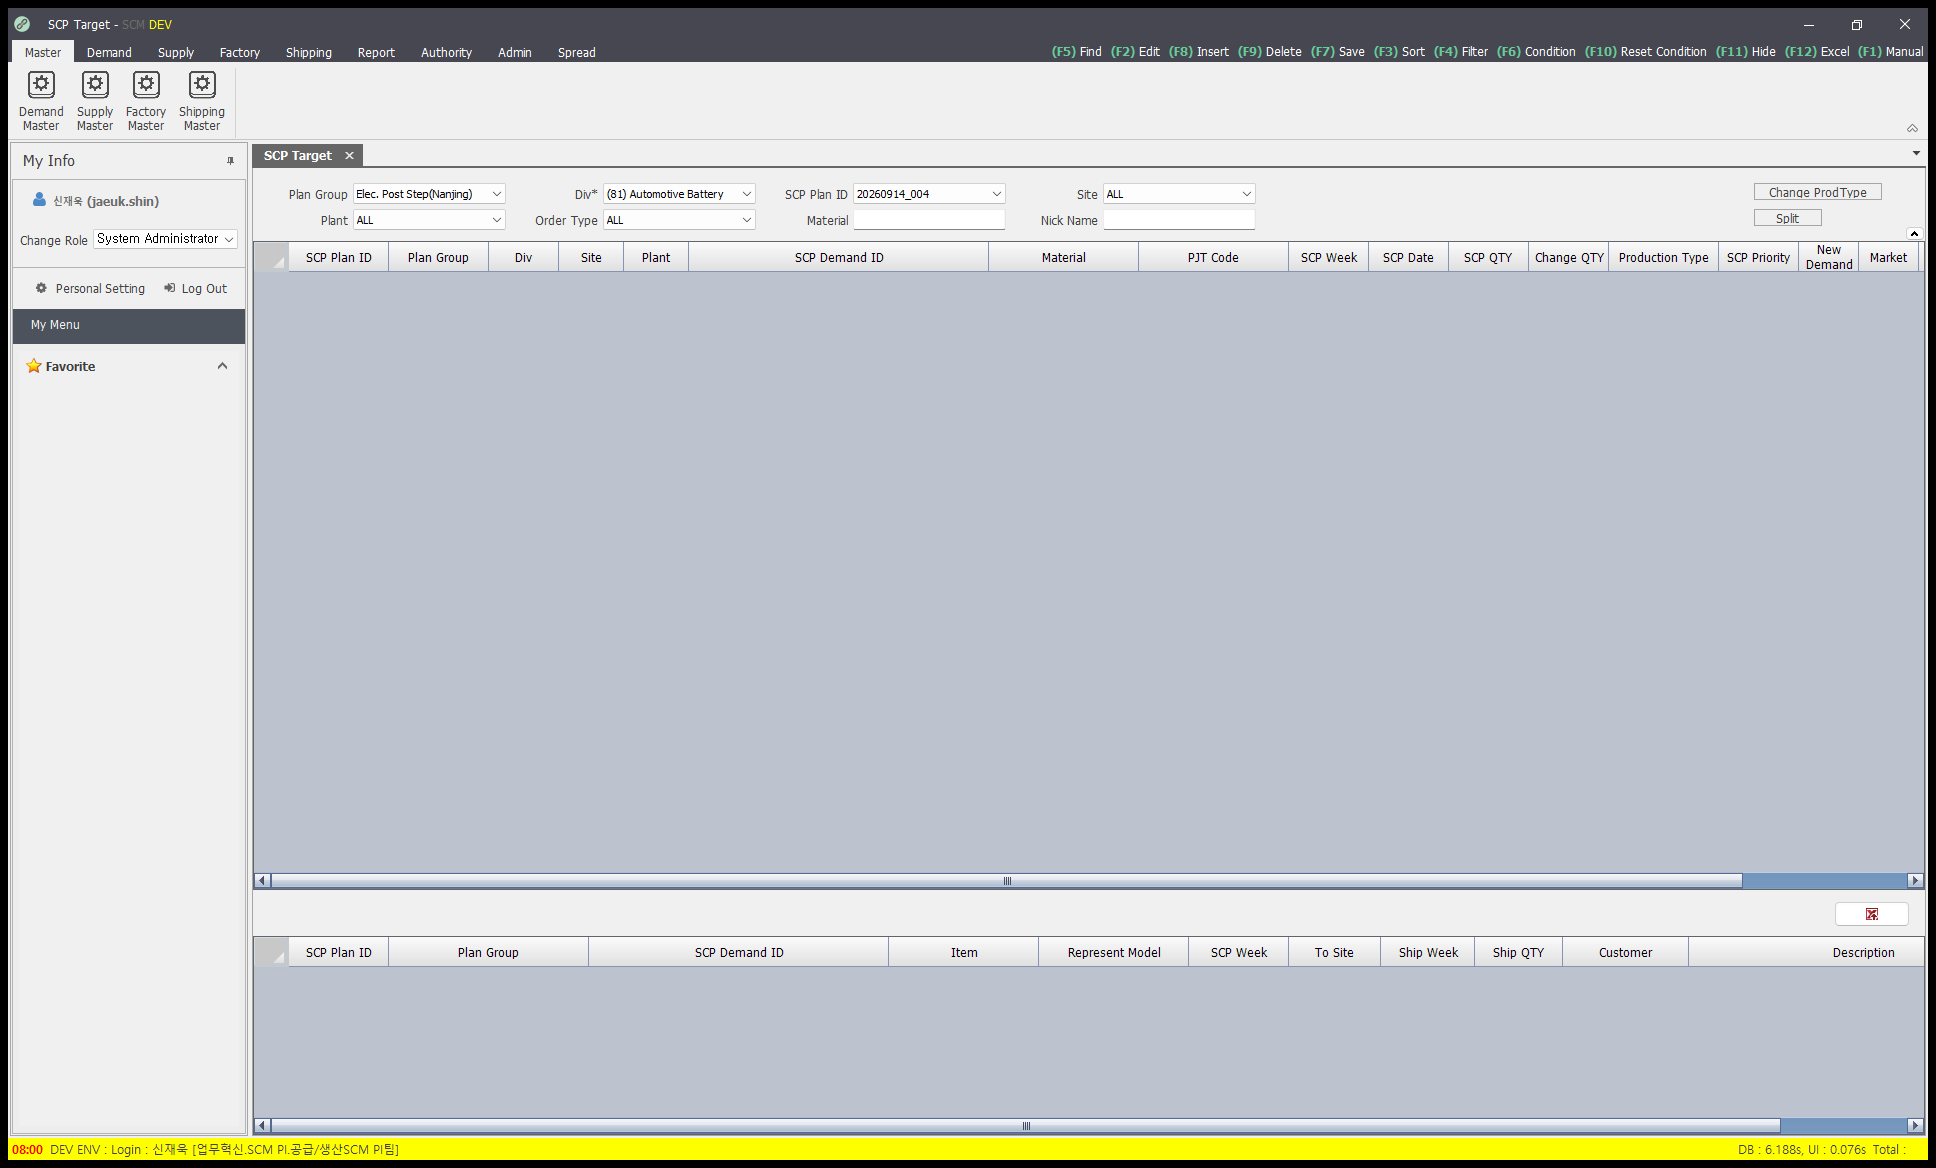 SCP Target - SCM DEV
Master Demand Supply Factory Shipping Report Authority Admin Spread
(F5) Find (F2) Edit (F8) Insert (F9) Delete (F7) Save (F3) Sort (F4) Filter (F6) Condition (F10) Reset Condition (F11) Hide (F12) Excel (F1) Manual
Demand Master
Supply Master
Factory Master
Shipping Master
My Info
신재욱 (jaeuk.shin)
Change Role System Administrator
Personal Setting Log Out
My Menu
Favorite
SCP Target
Plan Group Elec. Post Step(Nanjing) Div* (81) Automotive Battery SCP Plan ID 20260914_004 Site ALL Change ProdType
Plant ALL Order Type ALL Material Nick Name Split
SCP Plan ID Plan Group Div Site Plant SCP Demand ID Material PJT Code SCP Week SCP Date SCP QTY Change QTY Production Type SCP Priority New Demand Market
SCP Plan ID Plan Group SCP Demand ID Item Represent Model SCP Week To Site Ship Week Ship QTY Customer Description
08:00 DEV ENV : Login : 신재욱 [업무혁신.SCM PI.공급/생산SCM PI팀]
DB : 6.188s, UI : 0.076s Total :